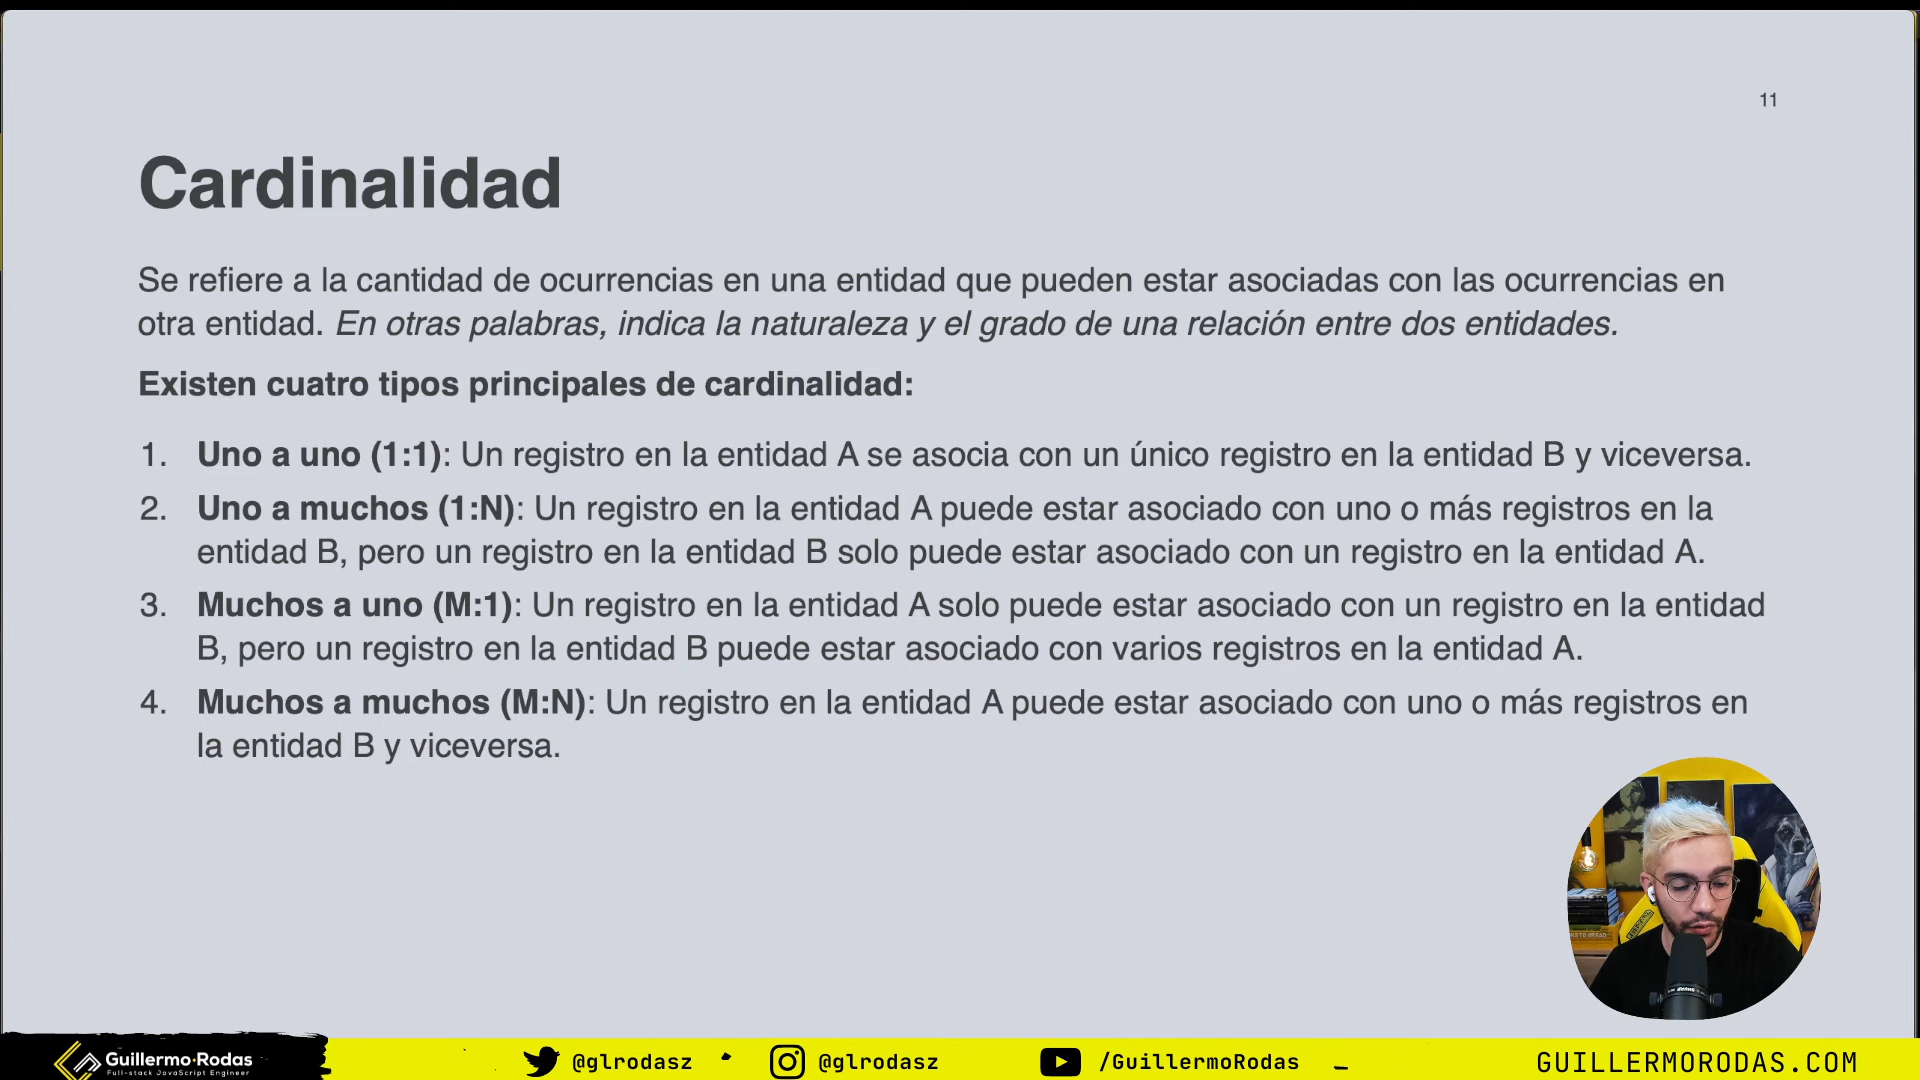 11
Cardinalidad
Se refiere a la cantidad de ocurrencias en una entidad que pueden estar asociadas con las ocurrencias en
otra entidad. En otras palabras, indica la naturaleza y el grado de una relación entre dos entidades.
Existen cuatro tipos principales de cardinalidad:
1. Uno a uno (1:1): Un registro en la entidad A se asocia con un único registro en la entidad B y viceversa.
2. Uno a muchos (1:N): Un registro en la entidad A puede estar asociado con uno o más registros en la
entidad B, pero un registro en la entidad B solo puede estar asociado con un registro en la entidad A.
3. Muchos a uno (M:1): Un registro en la entidad A solo puede estar asociado con un registro en la entidad
B, pero un registro en la entidad B puede estar asociado con varios registros en la entidad A.
4. Muchos a muchos (M:N): Un registro en la entidad A puede estar asociado con uno o más registros en
la entidad B y viceversa.
Guillermo·Rodas
Full-stack JavaScript Engineer
@glrodasz
@glrodasz
/GuillermoRodas
GUILLERMORODAS.COM